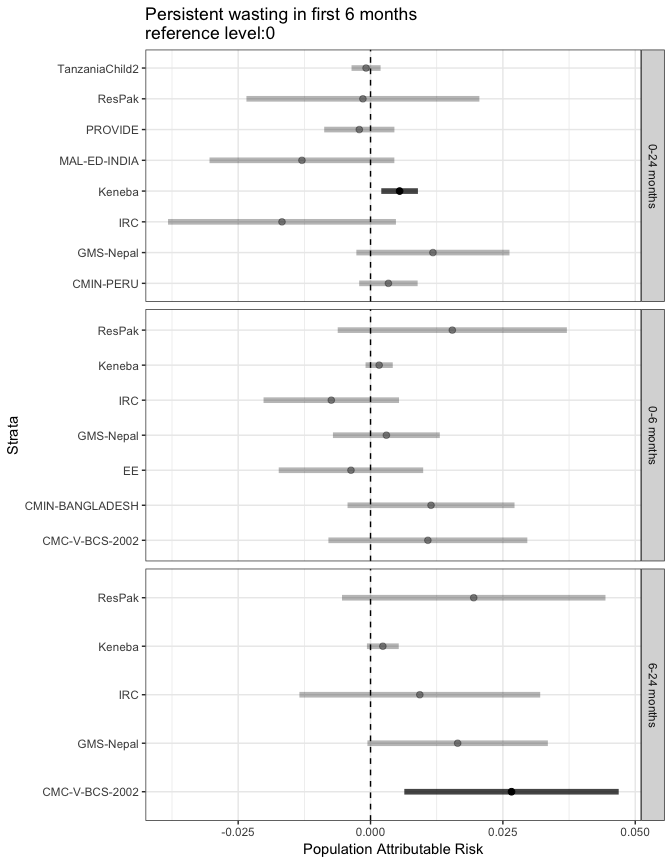 Persistent wasting in first 6 months
reference level:0
Strata
TanzaniaChild2
ResPak
PROVIDE
MAL-ED-INDIA
Keneba
IRC
GMS-Nepal
CMIN-PERU
0-24 months
ResPak
Keneba
IRC
GMS-Nepal
EE
CMIN-BANGLADESH
CMC-V-BCS-2002
0-6 months
ResPak
Keneba
IRC
GMS-Nepal
CMC-V-BCS-2002
6-24 months
-0.025 0.000 0.025 0.050
Population Attributable Risk